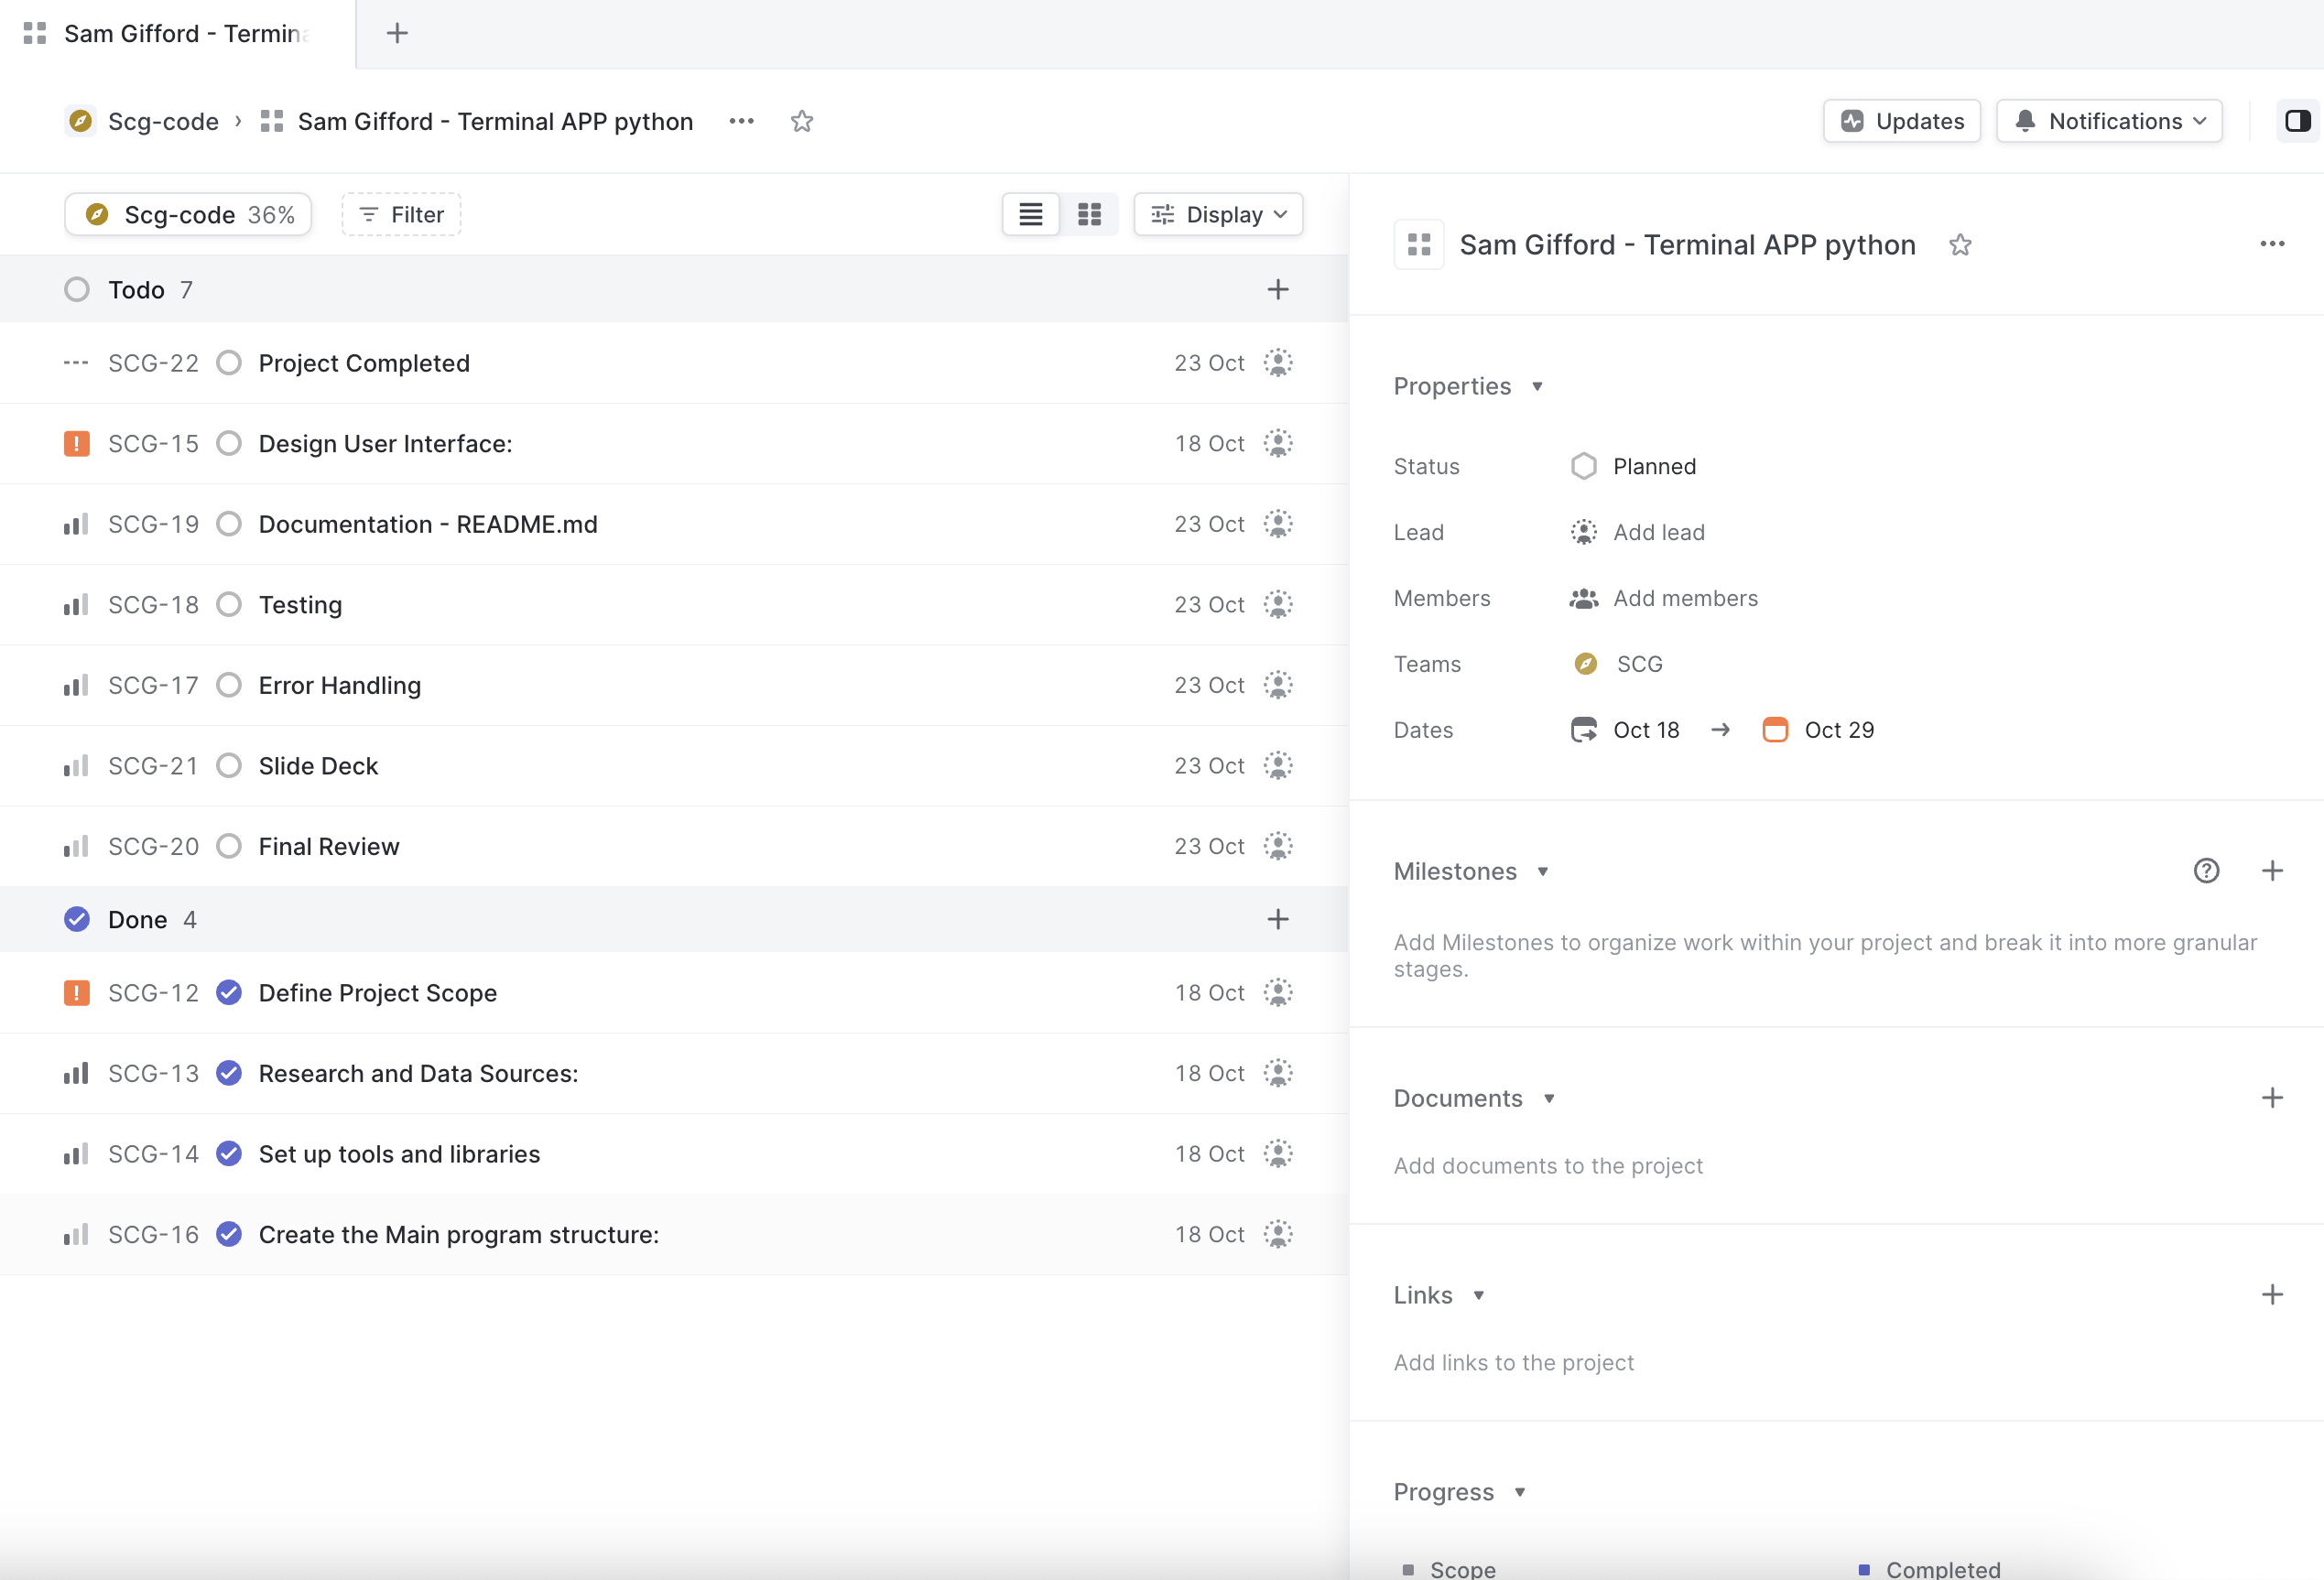 Sam Gifford - Termina
Scg-code › Sam Gifford - Terminal APP python
Updates
Notifications
Scg-code 36%
Filter
Display
Todo 7
SCG-22 Project Completed 23 Oct
SCG-15 Design User Interface: 18 Oct
SCG-19 Documentation - README.md 23 Oct
SCG-18 Testing 23 Oct
SCG-17 Error Handling 23 Oct
SCG-21 Slide Deck 23 Oct
SCG-20 Final Review 23 Oct
Done 4
SCG-12 Define Project Scope 18 Oct
SCG-13 Research and Data Sources: 18 Oct
SCG-14 Set up tools and libraries 18 Oct
SCG-16 Create the Main program structure: 18 Oct
Sam Gifford - Terminal APP python
Properties
Status Planned
Lead Add lead
Members Add members
Teams SCG
Dates Oct 18 → Oct 29
Milestones
Add Milestones to organize work within your project and break it into more granular
stages.
Documents
Add documents to the project
Links
Add links to the project
Progress
Scope Completed